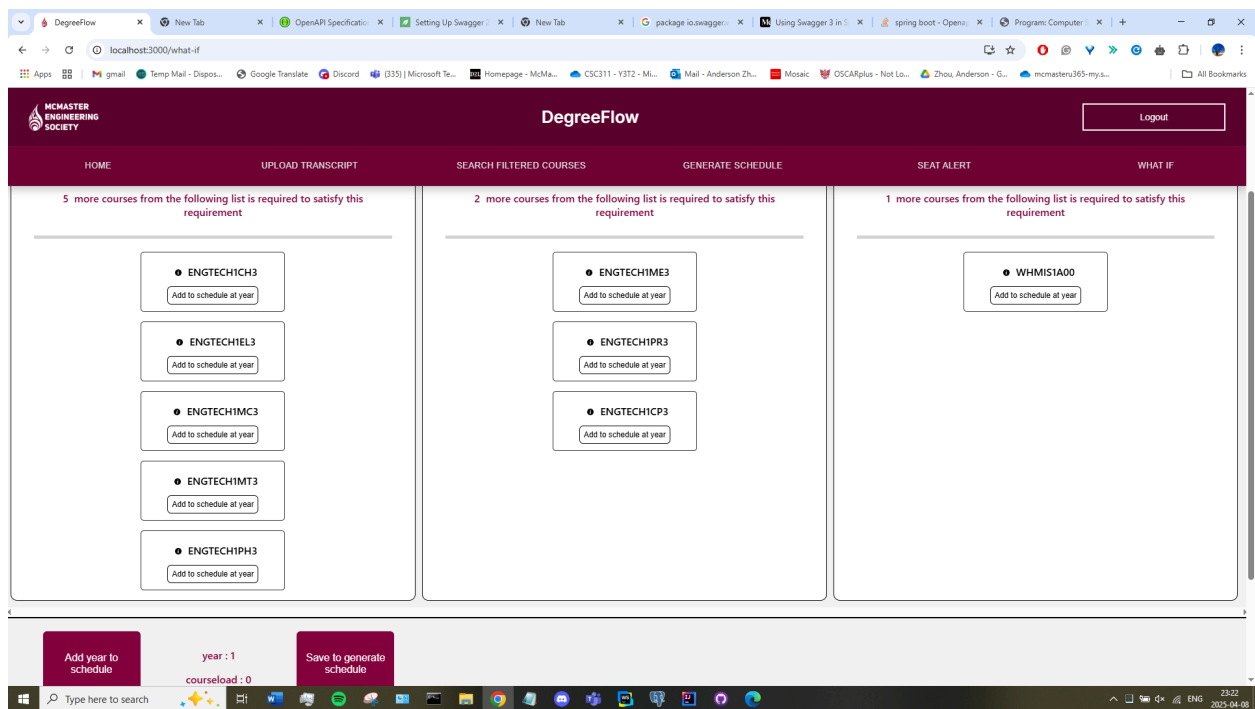 DegreeFlow
New Tab
OpenAPI Specificatio
Setting Up Swagger 2
New Tab
package io.swagger.v
Using Swagger 3 in S
spring boot - Openap
Program: Computer S
localhost:3000/what-if
Apps
gmail
Temp Mail - Dispos...
Google Translate
Discord
(335) | Microsoft Te...
Homepage - McMa...
CSC311 - Y3T2 - Mi...
Mail - Anderson Zh...
Mosaic
OSCARplus - Not Lo...
Zhou, Anderson - G...
mcmasteru365-my.s...
All Bookmarks
MCMASTER
ENGINEERING
SOCIETY
DegreeFlow
Logout
HOME
UPLOAD TRANSCRIPT
SEARCH FILTERED COURSES
GENERATE SCHEDULE
SEAT ALERT
WHAT IF
5 more courses from the following list is required to satisfy this
requirement
ENGTECH1CH3
Add to schedule at year
ENGTECH1EL3
Add to schedule at year
ENGTECH1MC3
Add to schedule at year
ENGTECH1MT3
Add to schedule at year
ENGTECH1PH3
Add to schedule at year
2 more courses from the following list is required to satisfy this
requirement
ENGTECH1ME3
Add to schedule at year
ENGTECH1PR3
Add to schedule at year
ENGTECH1CP3
Add to schedule at year
1 more courses from the following list is required to satisfy this
requirement
WHMIS1A00
Add to schedule at year
Add year to
schedule
year : 1
courseload : 0
Save to generate
schedule
Type here to search
ENG
23:22
2025-04-08